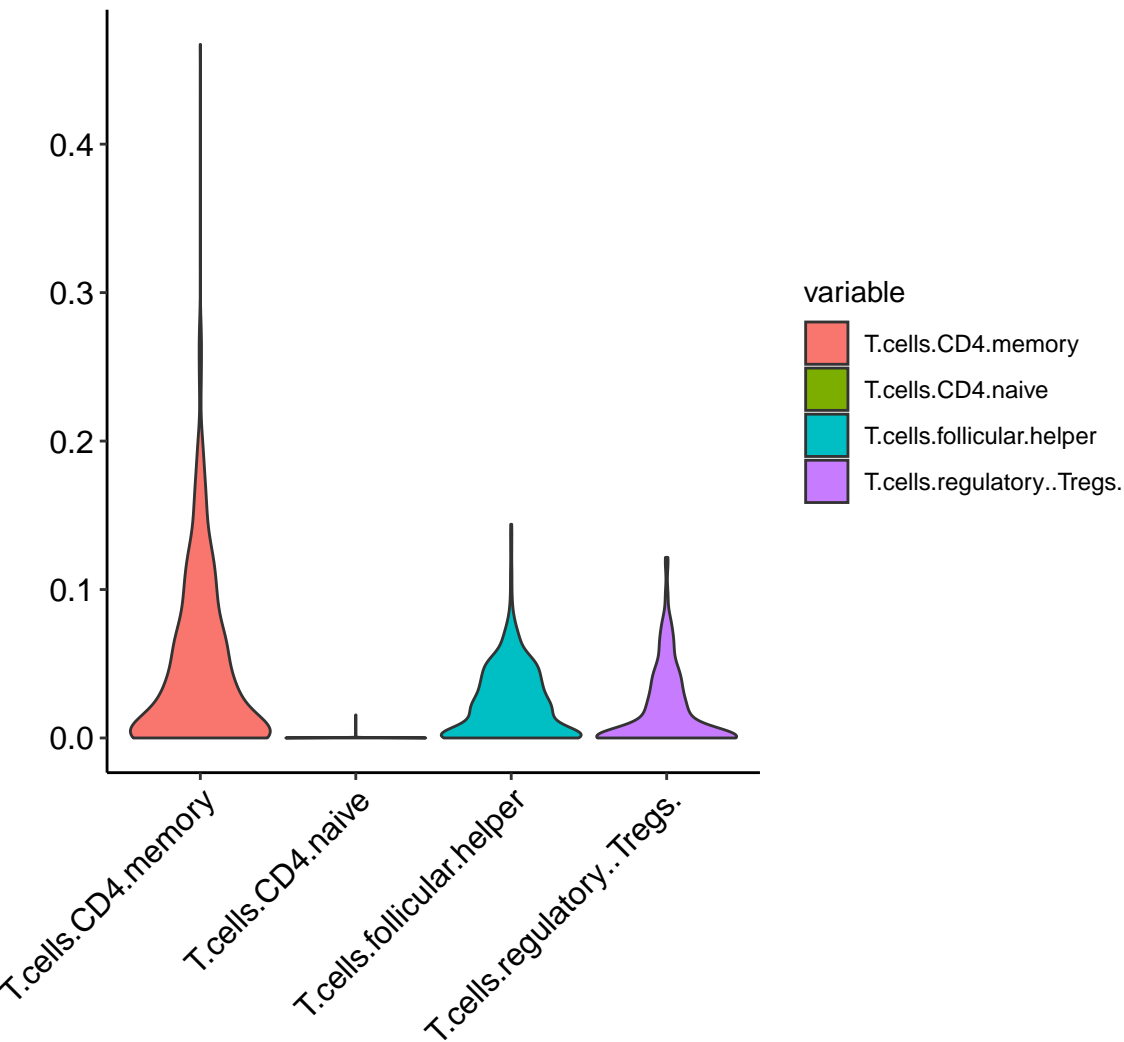 0.4
0.3
0.2
0.1
0.0
T.cells.CD4.memory
T.cells.CD4.naive
T.cells.follicular.helper
T.cells.regulatory..Tregs.
variable
T.cells.CD4.memory
T.cells.CD4.naive
T.cells.follicular.helper
T.cells.regulatory..Tregs.